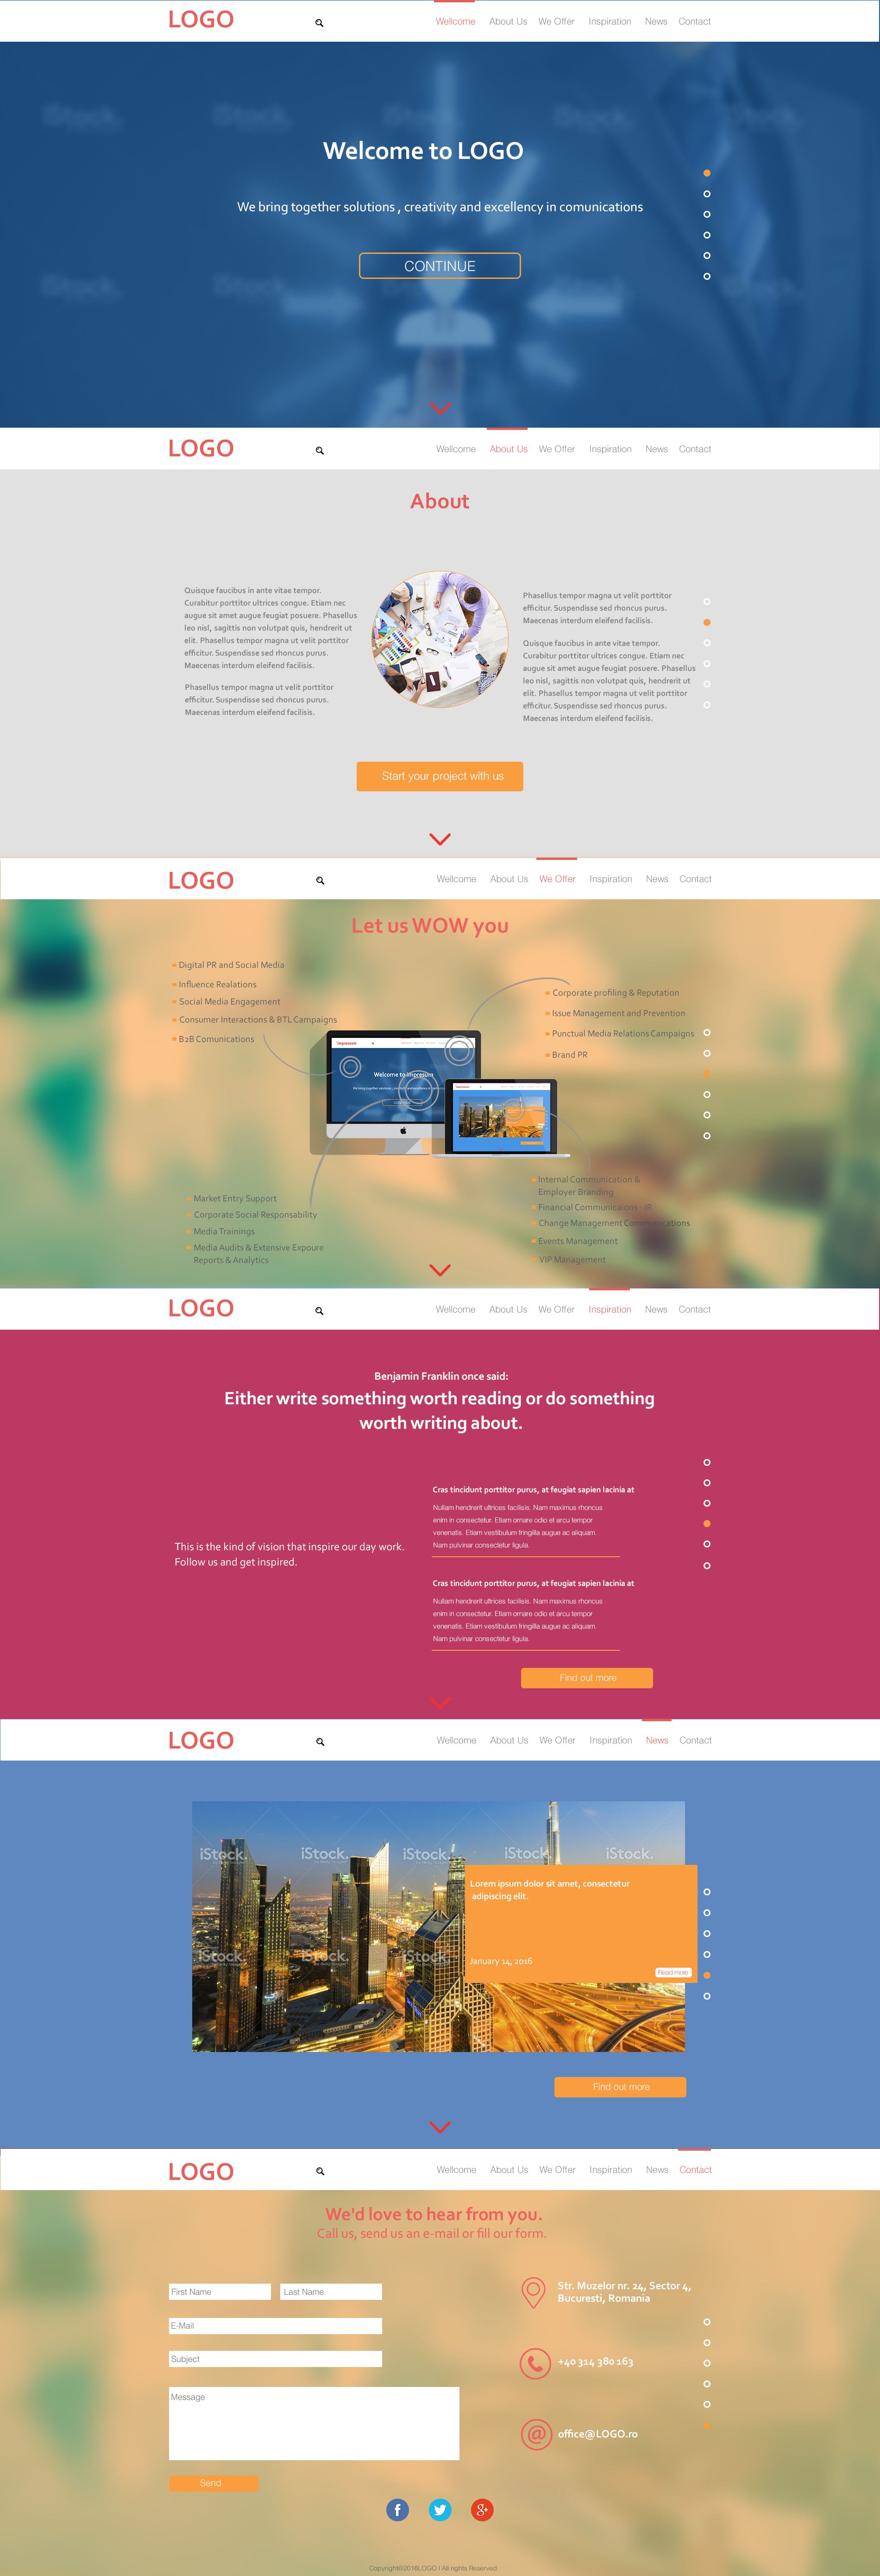 LOGO
Wellcome About Us We Offer Inspiration News Contact
iStock. iStock. iStock. iStock. iStock.
Welcome to LOGO
We bring together solutions , creativity and excellency in comunications
CONTINUE
iStock. iStock. iStock. iStock.
LOGO
Wellcome About Us We Offer Inspiration News Contact
About
Quisque faucibus in ante vitae tempor.
Curabitur porttitor ultrices congue. Etiam nec
augue sit amet augue feugiat posuere. Phasellus
leo nisl, sagittis non volutpat quis, hendrerit ut
elit. Phasellus tempor magna ut velit porttitor
efficitur. Suspendisse sed rhoncus purus.
Maecenas interdum eleifend facilisis.
Phasellus tempor magna ut velit porttitor
efficitur. Suspendisse sed rhoncus purus.
Maecenas interdum eleifend facilisis.
Phasellus tempor magna ut velit porttitor
efficitur. Suspendisse sed rhoncus purus.
Maecenas interdum eleifend facilisis.
Quisque faucibus in ante vitae tempor.
Curabitur porttitor ultrices congue. Etiam nec
augue sit amet augue feugiat posuere. Phasellus
leo nisl, sagittis non volutpat quis, hendrerit ut
elit. Phasellus tempor magna ut velit porttitor
efficitur. Suspendisse sed rhoncus purus.
Maecenas interdum eleifend facilisis.
Start your project with us
LOGO
Wellcome About Us We Offer Inspiration News Contact
Let us WOW you
Digital PR and Social Media
Influence Realations
Social Media Engagement
Consumer Interactions & BTL Campaigns
B2B Comunications
Corporate profiling & Reputation
Issue Management and Prevention
Punctual Media Relations Campaigns
Brand PR
Welcome to Impresum
Market Entry Support
Corporate Social Responsability
Media Trainings
Media Audits & Extensive Expoure
Reports & Analytics
Internal Communication &
Employer Branding
Financial Communicaions - IR
Change Management Communications
Events Management
VIP Management
LOGO
Wellcome About Us We Offer Inspiration News Contact
Benjamin Franklin once said:
Either write something worth reading or do something
worth writing about.
This is the kind of vision that inspire our day work.
Follow us and get inspired.
Cras tincidunt porttitor purus, at feugiat sapien lacinia at
Nullam hendrerit ultrices facilisis. Nam maximus rhoncus
enim in consectetur. Etiam ornare odio et arcu tempor
venenatis. Etiam vestibulum fringilla augue ac aliquam.
Nam pulvinar consectetur ligula.
Cras tincidunt porttitor purus, at feugiat sapien lacinia at
Nullam hendrerit ultrices facilisis. Nam maximus rhoncus
enim in consectetur. Etiam ornare odio et arcu tempor
venenatis. Etiam vestibulum fringilla augue ac aliquam.
Nam pulvinar consectetur ligula.
Find out more
LOGO
Wellcome About Us We Offer Inspiration News Contact
iStock. iStock. iStock. iStock. iStock.
Lorem ipsum dolor sit amet, consectetur
adipiscing elit.
January 14, 2016
Read more
iStock. iStock. iStock.
Find out more
LOGO
Wellcome About Us We Offer Inspiration News Contact
We'd love to hear from you.
Call us, send us an e-mail or fill our form.
First Name Last Name
E-Mail
Subject
Message
Send
Str. Muzelor nr. 24, Sector 4,
Bucuresti, Romania
+40 314 380 163
office@LOGO.ro
Copyright©2016LOGO I All rights Reserved